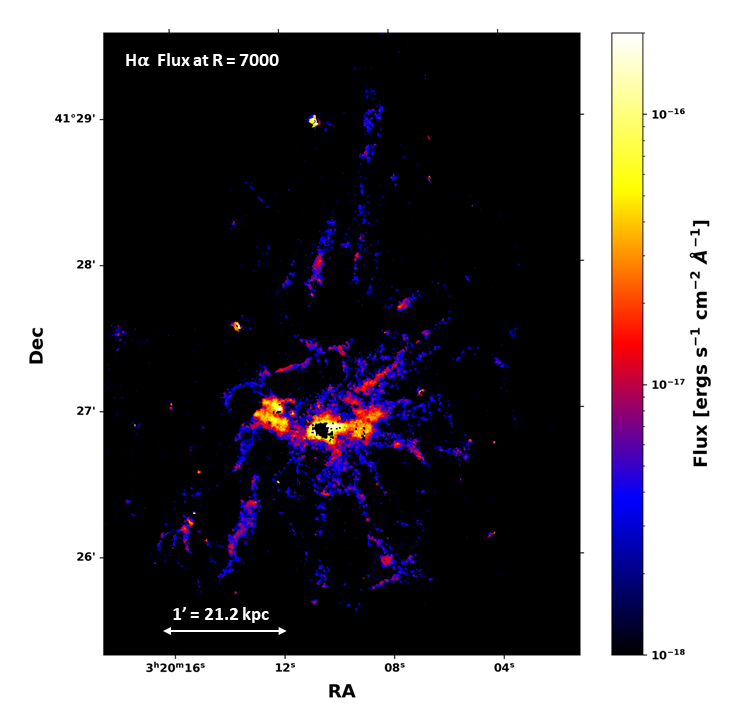 Hα Flux at R = 7000
41°29'
28'
27'
26'
Dec
1' = 21.2 kpc
3ʰ20ᵐ16ˢ
12ˢ
08ˢ
04ˢ
RA
10⁻¹⁶
10⁻¹⁷
10⁻¹⁸
Flux [ergs s⁻¹ cm⁻² Å⁻¹]